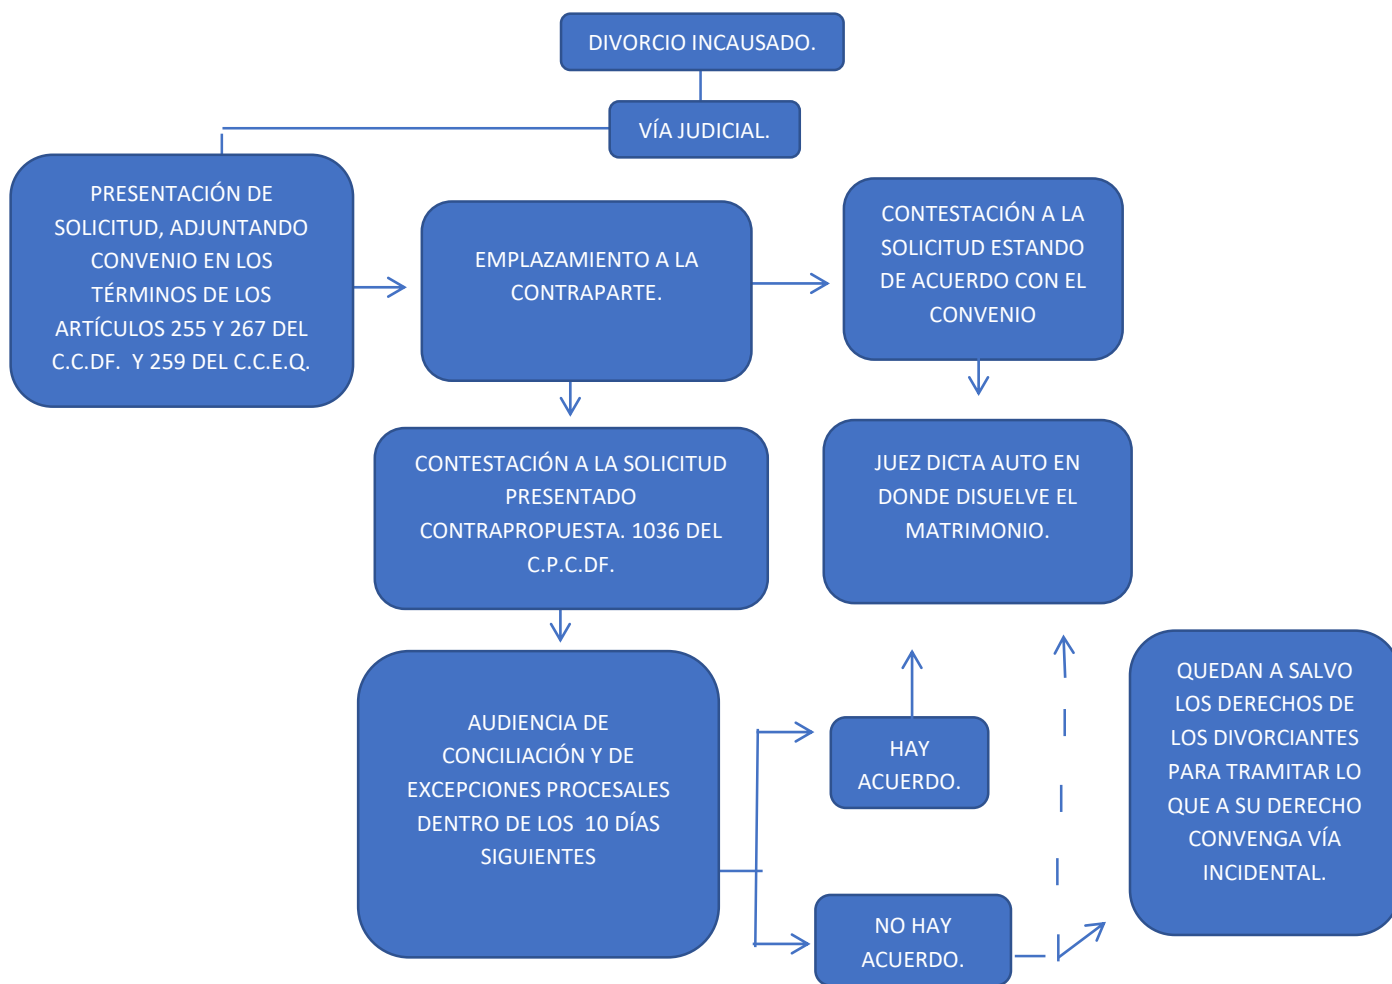 DIVORCIO INCAUSADO.
VÍA JUDICIAL.
PRESENTACIÓN DE
SOLICITUD, ADJUNTANDO
CONVENIO EN LOS
TÉRMINOS DE LOS
ARTÍCULOS 255 Y 267 DEL
C.C.DF. Y 259 DEL C.C.E.Q.
EMPLAZAMIENTO A LA
CONTRAPARTE.
CONTESTACIÓN A LA
SOLICITUD ESTANDO
DE ACUERDO CON EL
CONVENIO
CONTESTACIÓN A LA SOLICITUD
PRESENTADO
CONTRAPROPUESTA. 1036 DEL
C.P.C.DF.
JUEZ DICTA AUTO EN
DONDE DISUELVE EL
MATRIMONIO.
AUDIENCIA DE
CONCILIACIÓN Y DE
EXCEPCIONES PROCESALES
DENTRO DE LOS 10 DÍAS
SIGUIENTES
HAY
ACUERDO.
NO HAY
ACUERDO.
QUEDAN A SALVO
LOS DERECHOS DE
LOS DIVORCIANTES
PARA TRAMITAR LO
QUE A SU DERECHO
CONVENGA VÍA
INCIDENTAL.